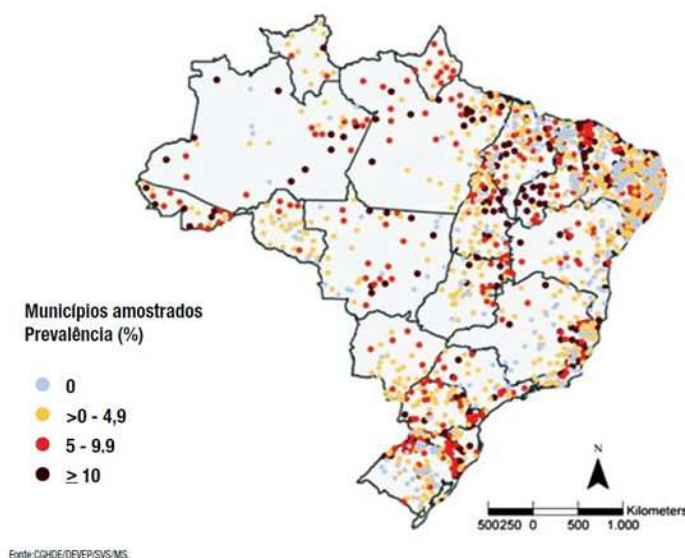 Municípios amostrados
Prevalência (%)
0
>0 - 4,9
5 - 9.9
≥ 10
N
Kilometers
500250 0 500 1.000
Fonte:CGHDE/DEVEP/SVS/MS.